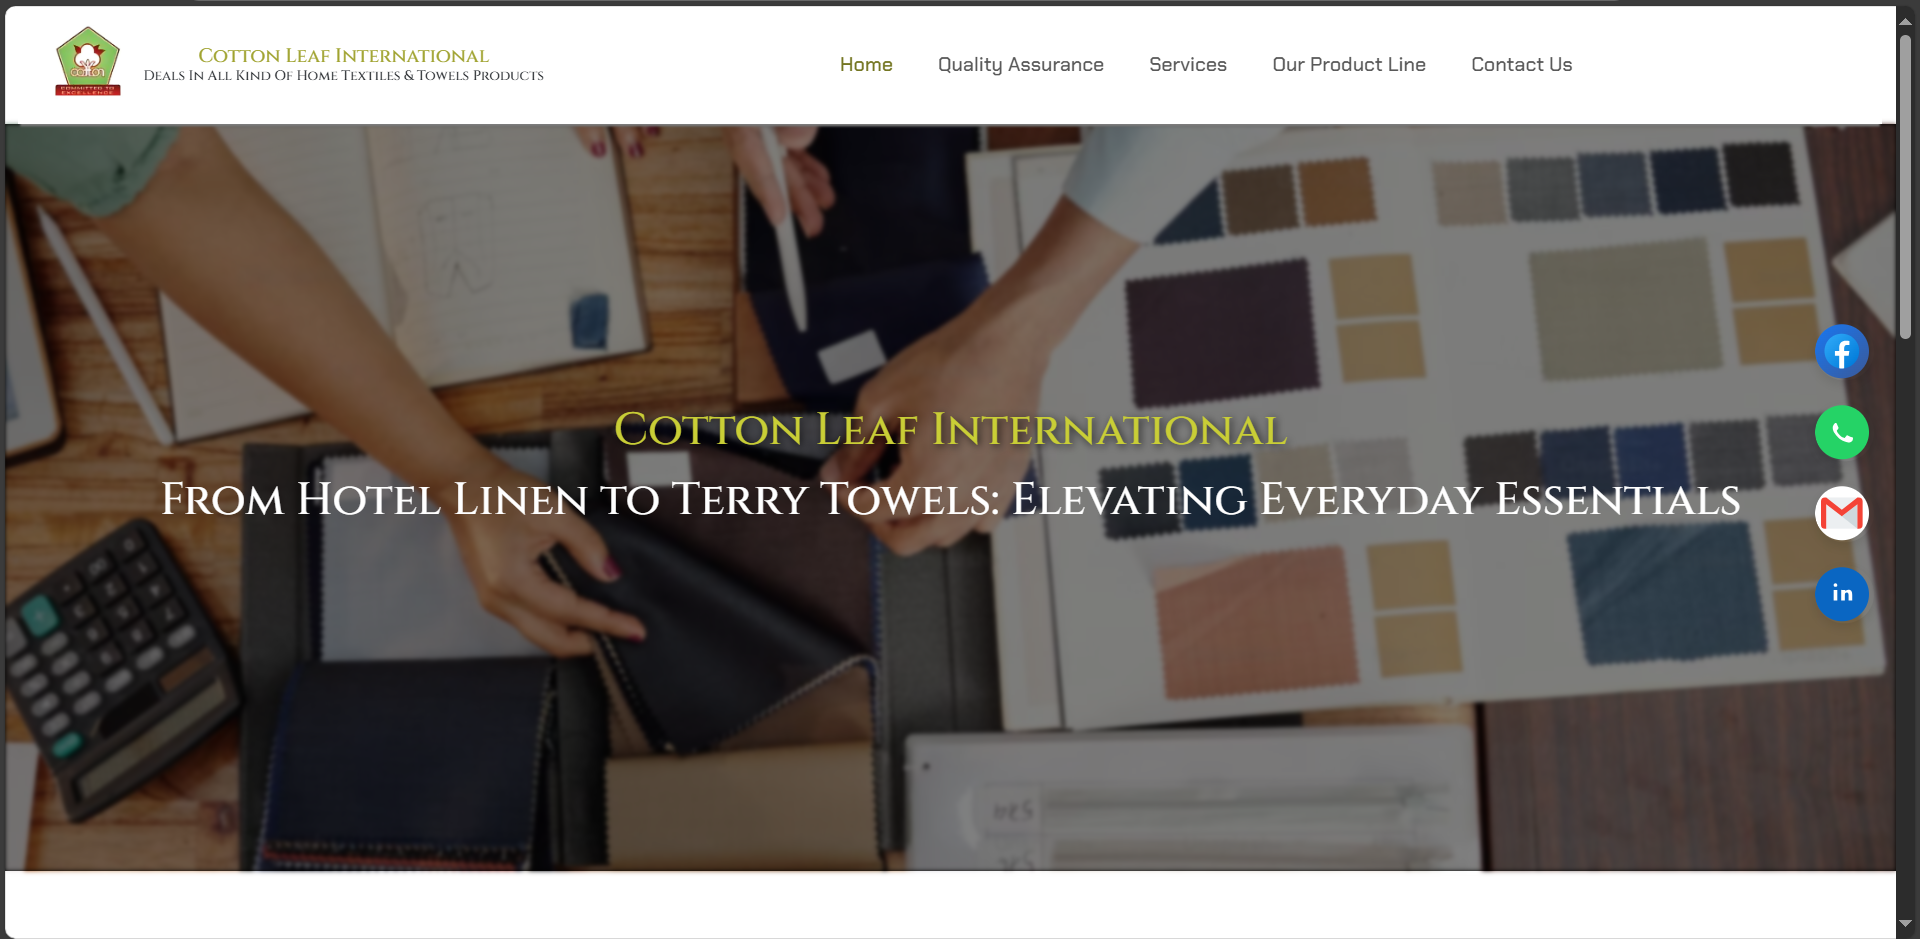 cotton
COMMITTED TO
EXCELLENCE
Cotton Leaf International
Deals In All Kind Of Home Textiles & Towels Products
Home
Quality Assurance
Services
Our Product Line
Contact Us
Cotton Leaf International
From Hotel Linen to Terry Towels: Elevating Everyday Essentials
in